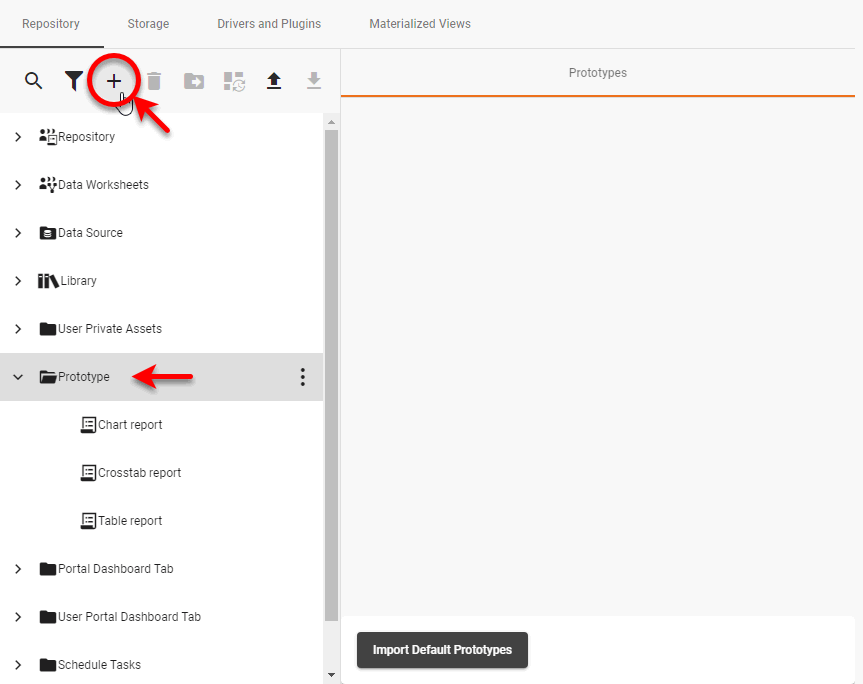 Repository Storage Drivers and Plugins Materialized Views
Prototypes
Repository
Data Worksheets
Data Source
Library
User Private Assets
Prototype
Chart report
Crosstab report
Table report
Portal Dashboard Tab
User Portal Dashboard Tab
Schedule Tasks
Import Default Prototypes